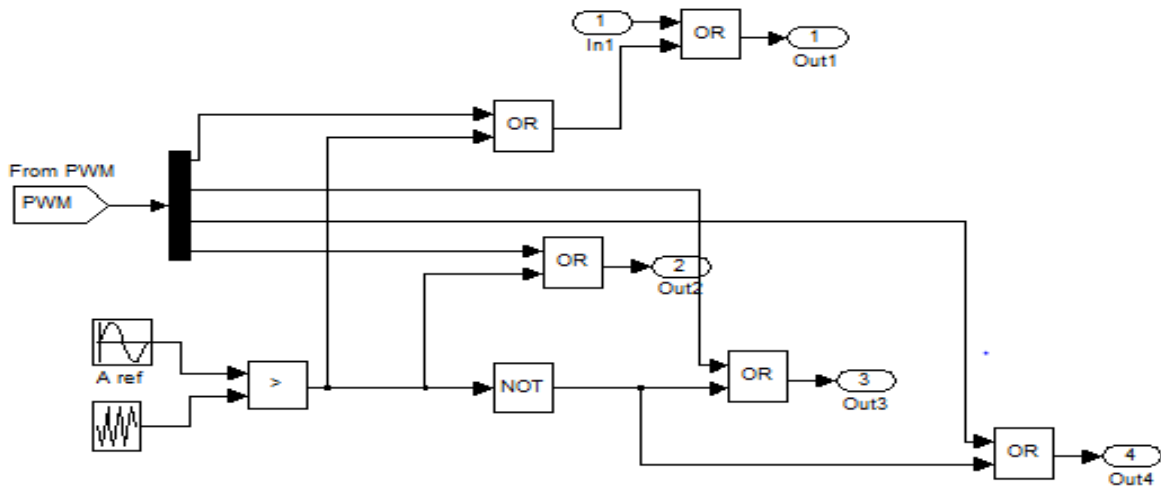 1
In1
OR
1
Out1
OR
From PWM
PWM
OR
2
Out2
A ref
>
NOT
OR
3
Out3
OR
4
Out4